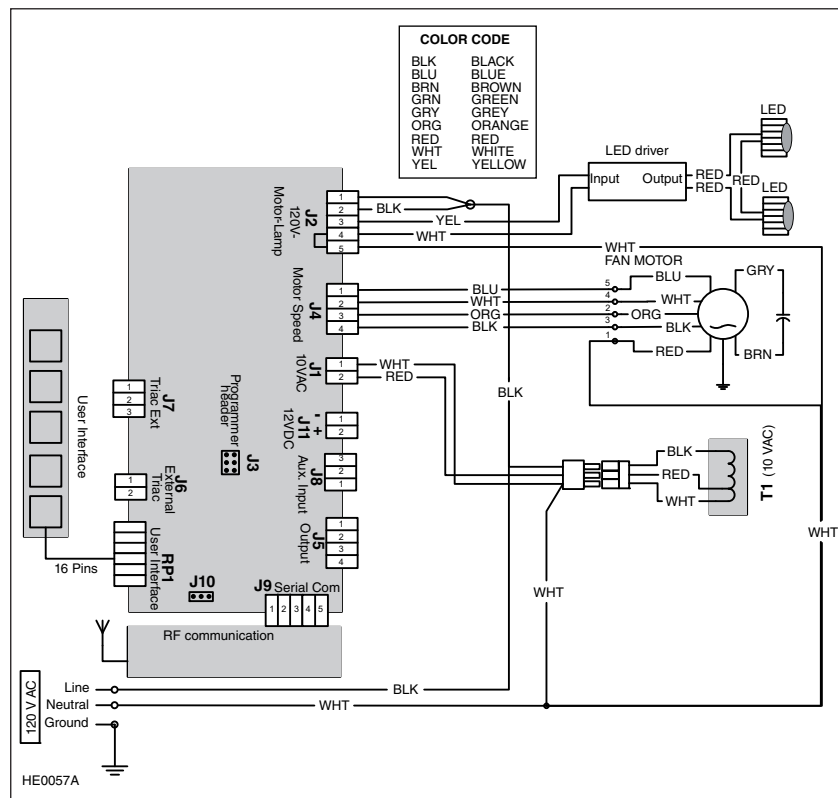 COLOR CODE
BLK BLACK
BLU BLUE
BRN BROWN
GRN GREEN
GRY GREY
ORG ORANGE
RED RED
WHT WHITE
YEL YELLOW
LED
LED driver
Input Output
RED
RED
RED
LED
J2
120V-
Motor-Lamp
1
2
3
4
5
BLK
YEL
WHT
WHT
FAN MOTOR
J4
Motor Speed
1
2
3
4
BLU
WHT
ORG
BLK
5
4
2
3
1
BLU
WHT
ORG
BLK
RED
GRY
BRN
J1
10VAC
1
2
WHT
RED
BLK
J11
12VDC
- +
1
2
J8
Aux. Input
3
2
1
J5
Output
1
2
3
4
User Interface
J7
Triac Ext
1
2
3
Programmer
header
J3
J6
External
Triac
1
2
RP1
User Interface
16 Pins
J10
J9 Serial Com
1 2 3 4 5
RF communication
BLK
RED
WHT
T1 (10 VAC)
WHT
WHT
120 V AC
Line
Neutral
Ground
BLK
WHT
HE0057A